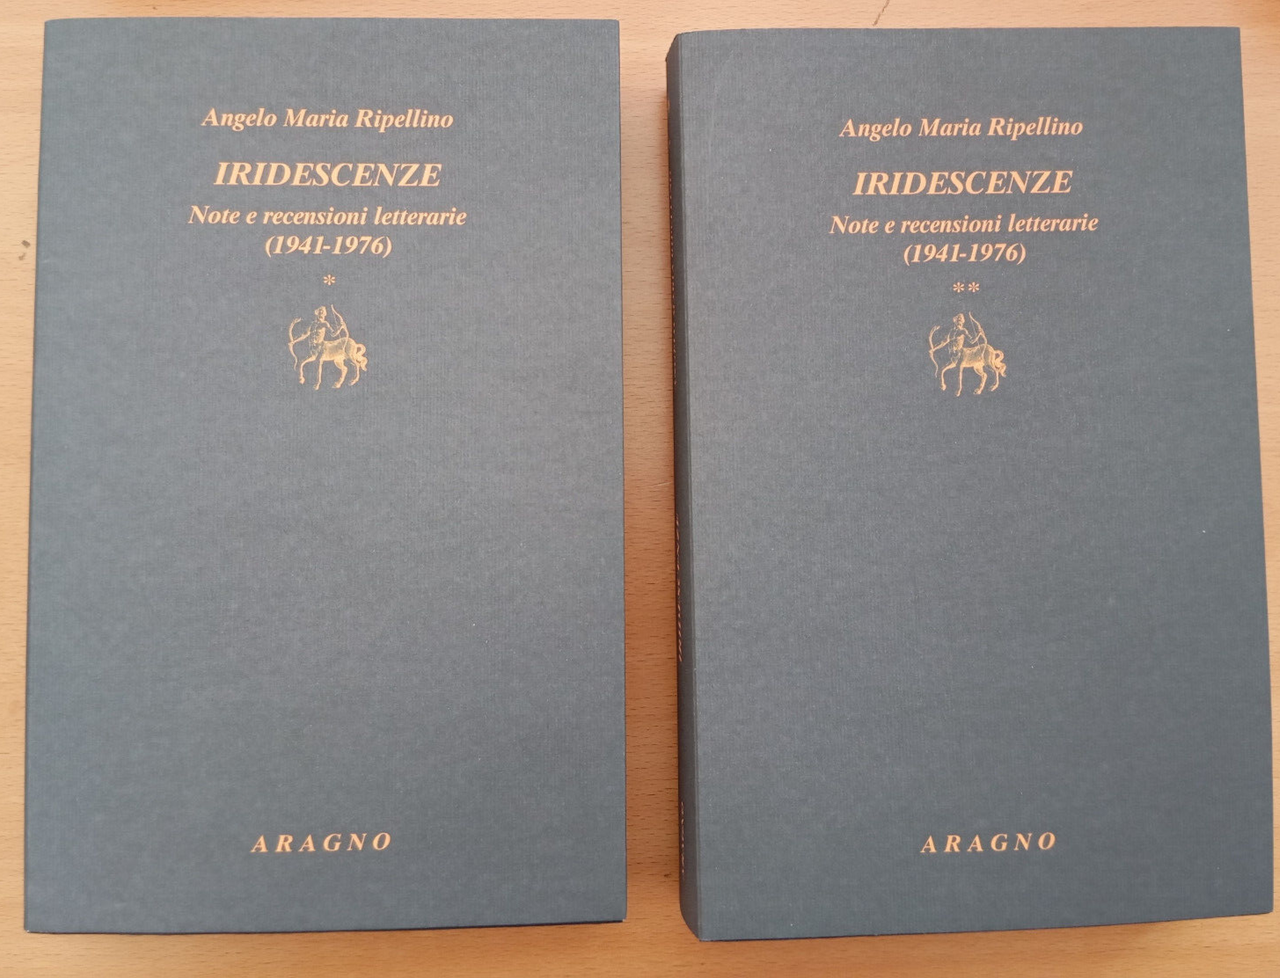 Angelo Maria Ripellino
IRIDESCENZE
Note e recensioni letterarie
(1941-1976)
*
ARAGNO
Angelo Maria Ripellino
IRIDESCENZE
Note e recensioni letterarie
(1941-1976)
**
ARAGNO
IRIDESCENZE